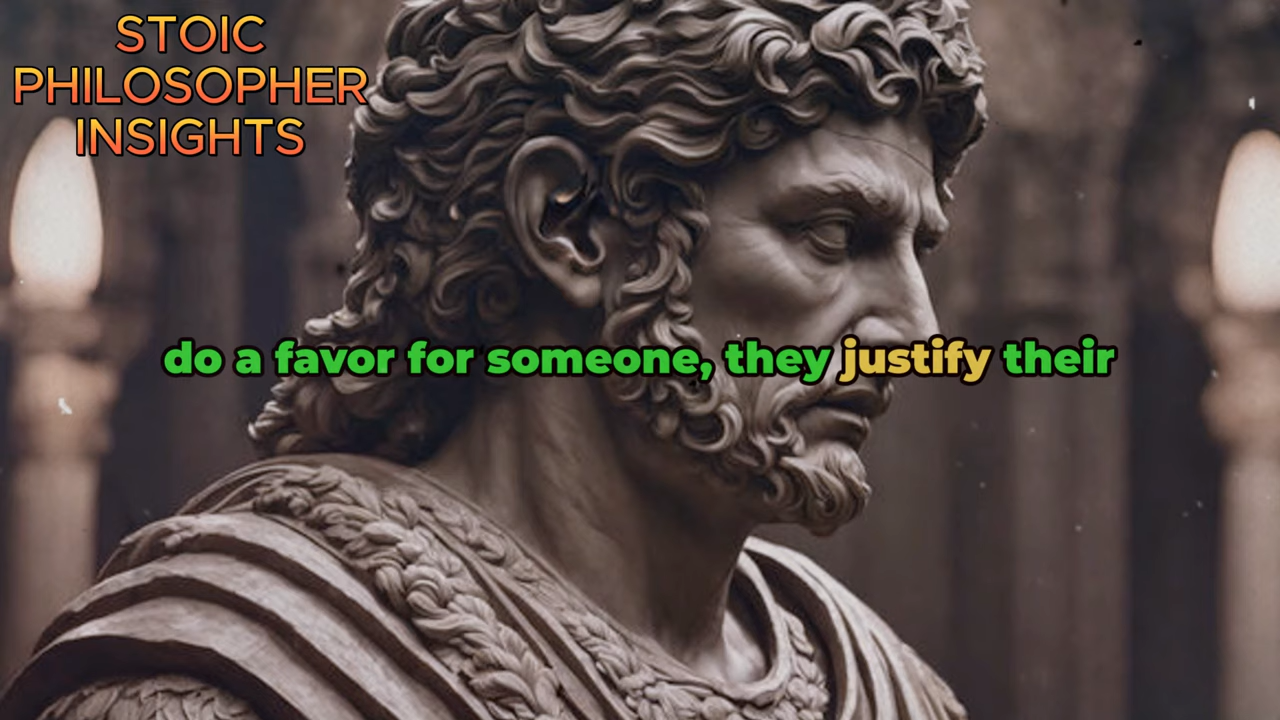 STOIC
PHILOSOPHER
INSIGHTS
do a favor for someone, they justify their